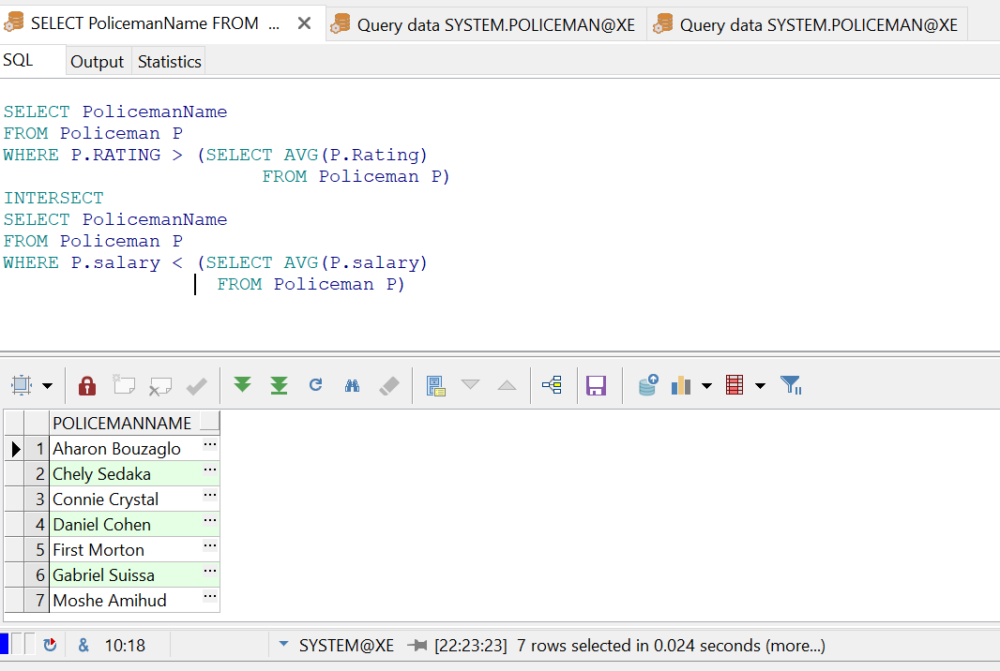 SELECT PolicemanName FROM ...
Query data SYSTEM.POLICEMAN@XE
Query data SYSTEM.POLICEMAN@XE
SQL
Output
Statistics
SELECT PolicemanName
FROM Policeman P
WHERE P.RATING > (SELECT AVG(P.Rating)
FROM Policeman P)
INTERSECT
SELECT PolicemanName
FROM Policeman P
WHERE P.salary < (SELECT AVG(P.salary)
FROM Policeman P)
POLICEMANNAME
1 Aharon Bouzaglo ...
2 Chely Sedaka ...
3 Connie Crystal ...
4 Daniel Cohen ...
5 First Morton ...
6 Gabriel Suissa ...
7 Moshe Amihud ...
& 10:18 SYSTEM@XE [22:23:23] 7 rows selected in 0.024 seconds (more...)